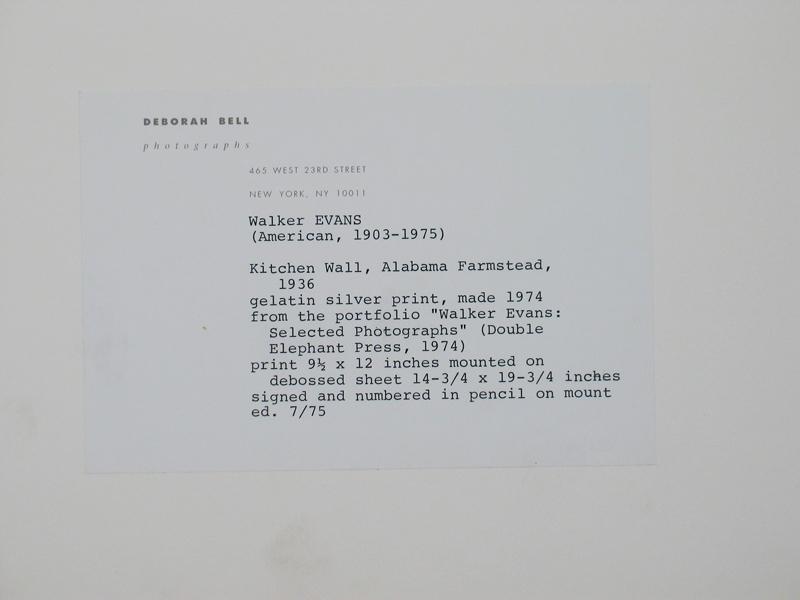 DEBORAH BELL
photographs
465 WEST 23RD STREET
NEW YORK, NY 10011
Walker EVANS
(American, 1903-1975)
Kitchen Wall, Alabama Farmstead,
1936
gelatin silver print, made 1974
from the portfolio "Walker Evans:
Selected Photographs" (Double
Elephant Press, 1974)
print 9½ x 12 inches mounted on
debossed sheet 14-3/4 x 19-3/4 inches
signed and numbered in pencil on mount
ed. 7/75